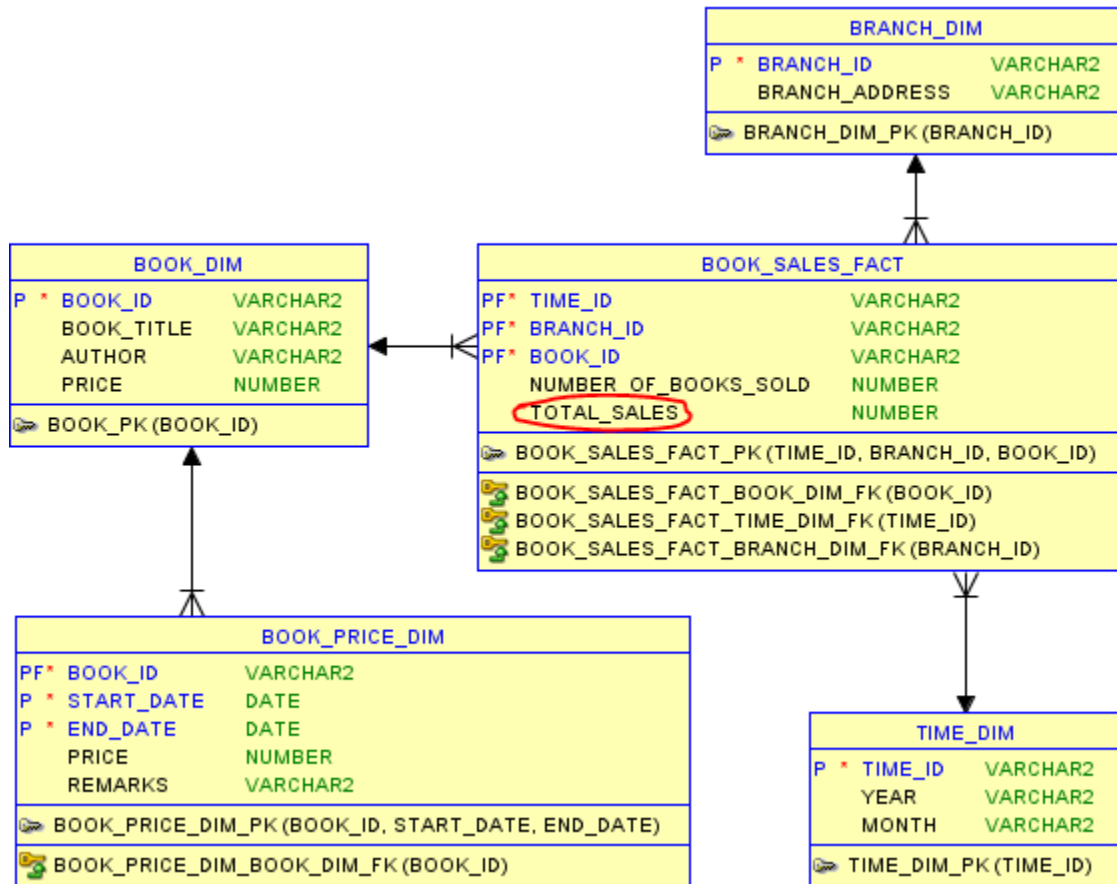 BRANCH_DIM
P * BRANCH_ID VARCHAR2
BRANCH_ADDRESS VARCHAR2
BRANCH_DIM_PK (BRANCH_ID)
BOOK_DIM
P * BOOK_ID VARCHAR2
BOOK_TITLE VARCHAR2
AUTHOR VARCHAR2
PRICE NUMBER
BOOK_PK (BOOK_ID)
BOOK_SALES_FACT
PF* TIME_ID VARCHAR2
PF* BRANCH_ID VARCHAR2
PF* BOOK_ID VARCHAR2
NUMBER_OF_BOOKS_SOLD NUMBER
TOTAL_SALES NUMBER
BOOK_SALES_FACT_PK (TIME_ID, BRANCH_ID, BOOK_ID)
BOOK_SALES_FACT_BOOK_DIM_FK (BOOK_ID)
BOOK_SALES_FACT_TIME_DIM_FK (TIME_ID)
BOOK_SALES_FACT_BRANCH_DIM_FK (BRANCH_ID)
BOOK_PRICE_DIM
PF* BOOK_ID VARCHAR2
P * START_DATE DATE
P * END_DATE DATE
PRICE NUMBER
REMARKS VARCHAR2
BOOK_PRICE_DIM_PK (BOOK_ID, START_DATE, END_DATE)
BOOK_PRICE_DIM_BOOK_DIM_FK (BOOK_ID)
TIME_DIM
P * TIME_ID VARCHAR2
YEAR VARCHAR2
MONTH VARCHAR2
TIME_DIM_PK (TIME_ID)